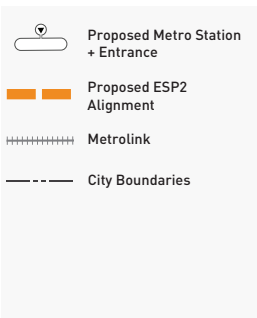 Proposed Metro Station
+ Entrance
Proposed ESP2
Alignment
Metrolink
City Boundaries